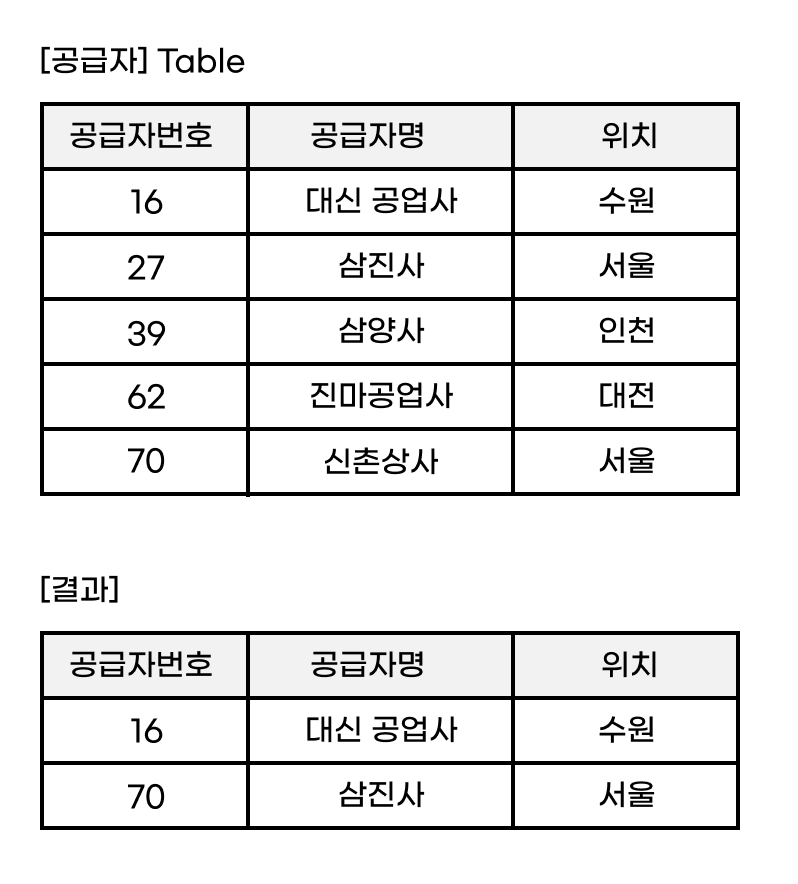 [공급자] Table
공급자번호 공급자명 위치
16 대신 공업사 수원
27 삼진사 서울
39 삼양사 인천
62 진마공업사 대전
70 신촌상사 서울
[결과]
공급자번호 공급자명 위치
16 대신 공업사 수원
70 삼진사 서울